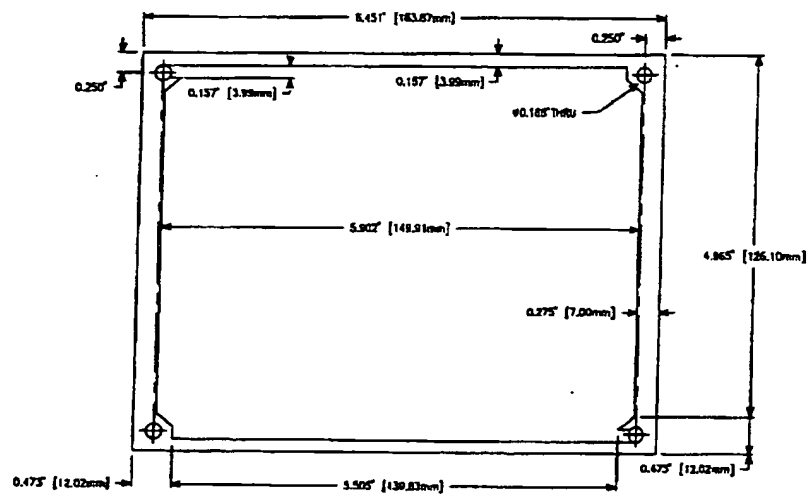 6.451" [163.87mm]
0.250"
0.250"
0.157" [3.99mm]
0.157" [3.99mm]
0.185" THRU
5.902" [149.91mm]
4.965" [126.10mm]
0.275" [7.00mm]
0.473" [12.02mm]
0.473" [12.02mm]
5.505" [139.83mm]